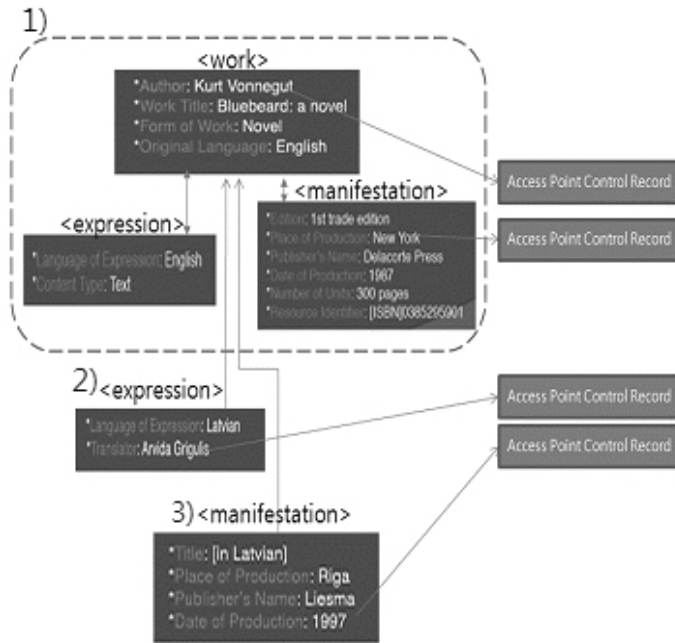 1)
<work>
*Author: Kurt Vonnegut
*Work Title: Bluebeard: a novel
*Form of Work: Novel
*Original Language: English
<expression>
*Language of Expression: English
*Content Type: Text
<manifestation>
*Edition: 1st trade edition
*Place of Production: New York
*Publisher's Name: Delacorte Press
*Date of Production: 1987
*Number of Units: 300 pages
*Resource Identifier: [ISBN]0385295901
Access Point Control Record
Access Point Control Record
2)
<expression>
*Language of Expression: Latvian
*Translator: Arvida Grigulis
Access Point Control Record
Access Point Control Record
3)
<manifestation>
*Title: [in Latvian]
*Place of Production: Riga
*Publisher's Name: Liesma
*Date of Production: 1997